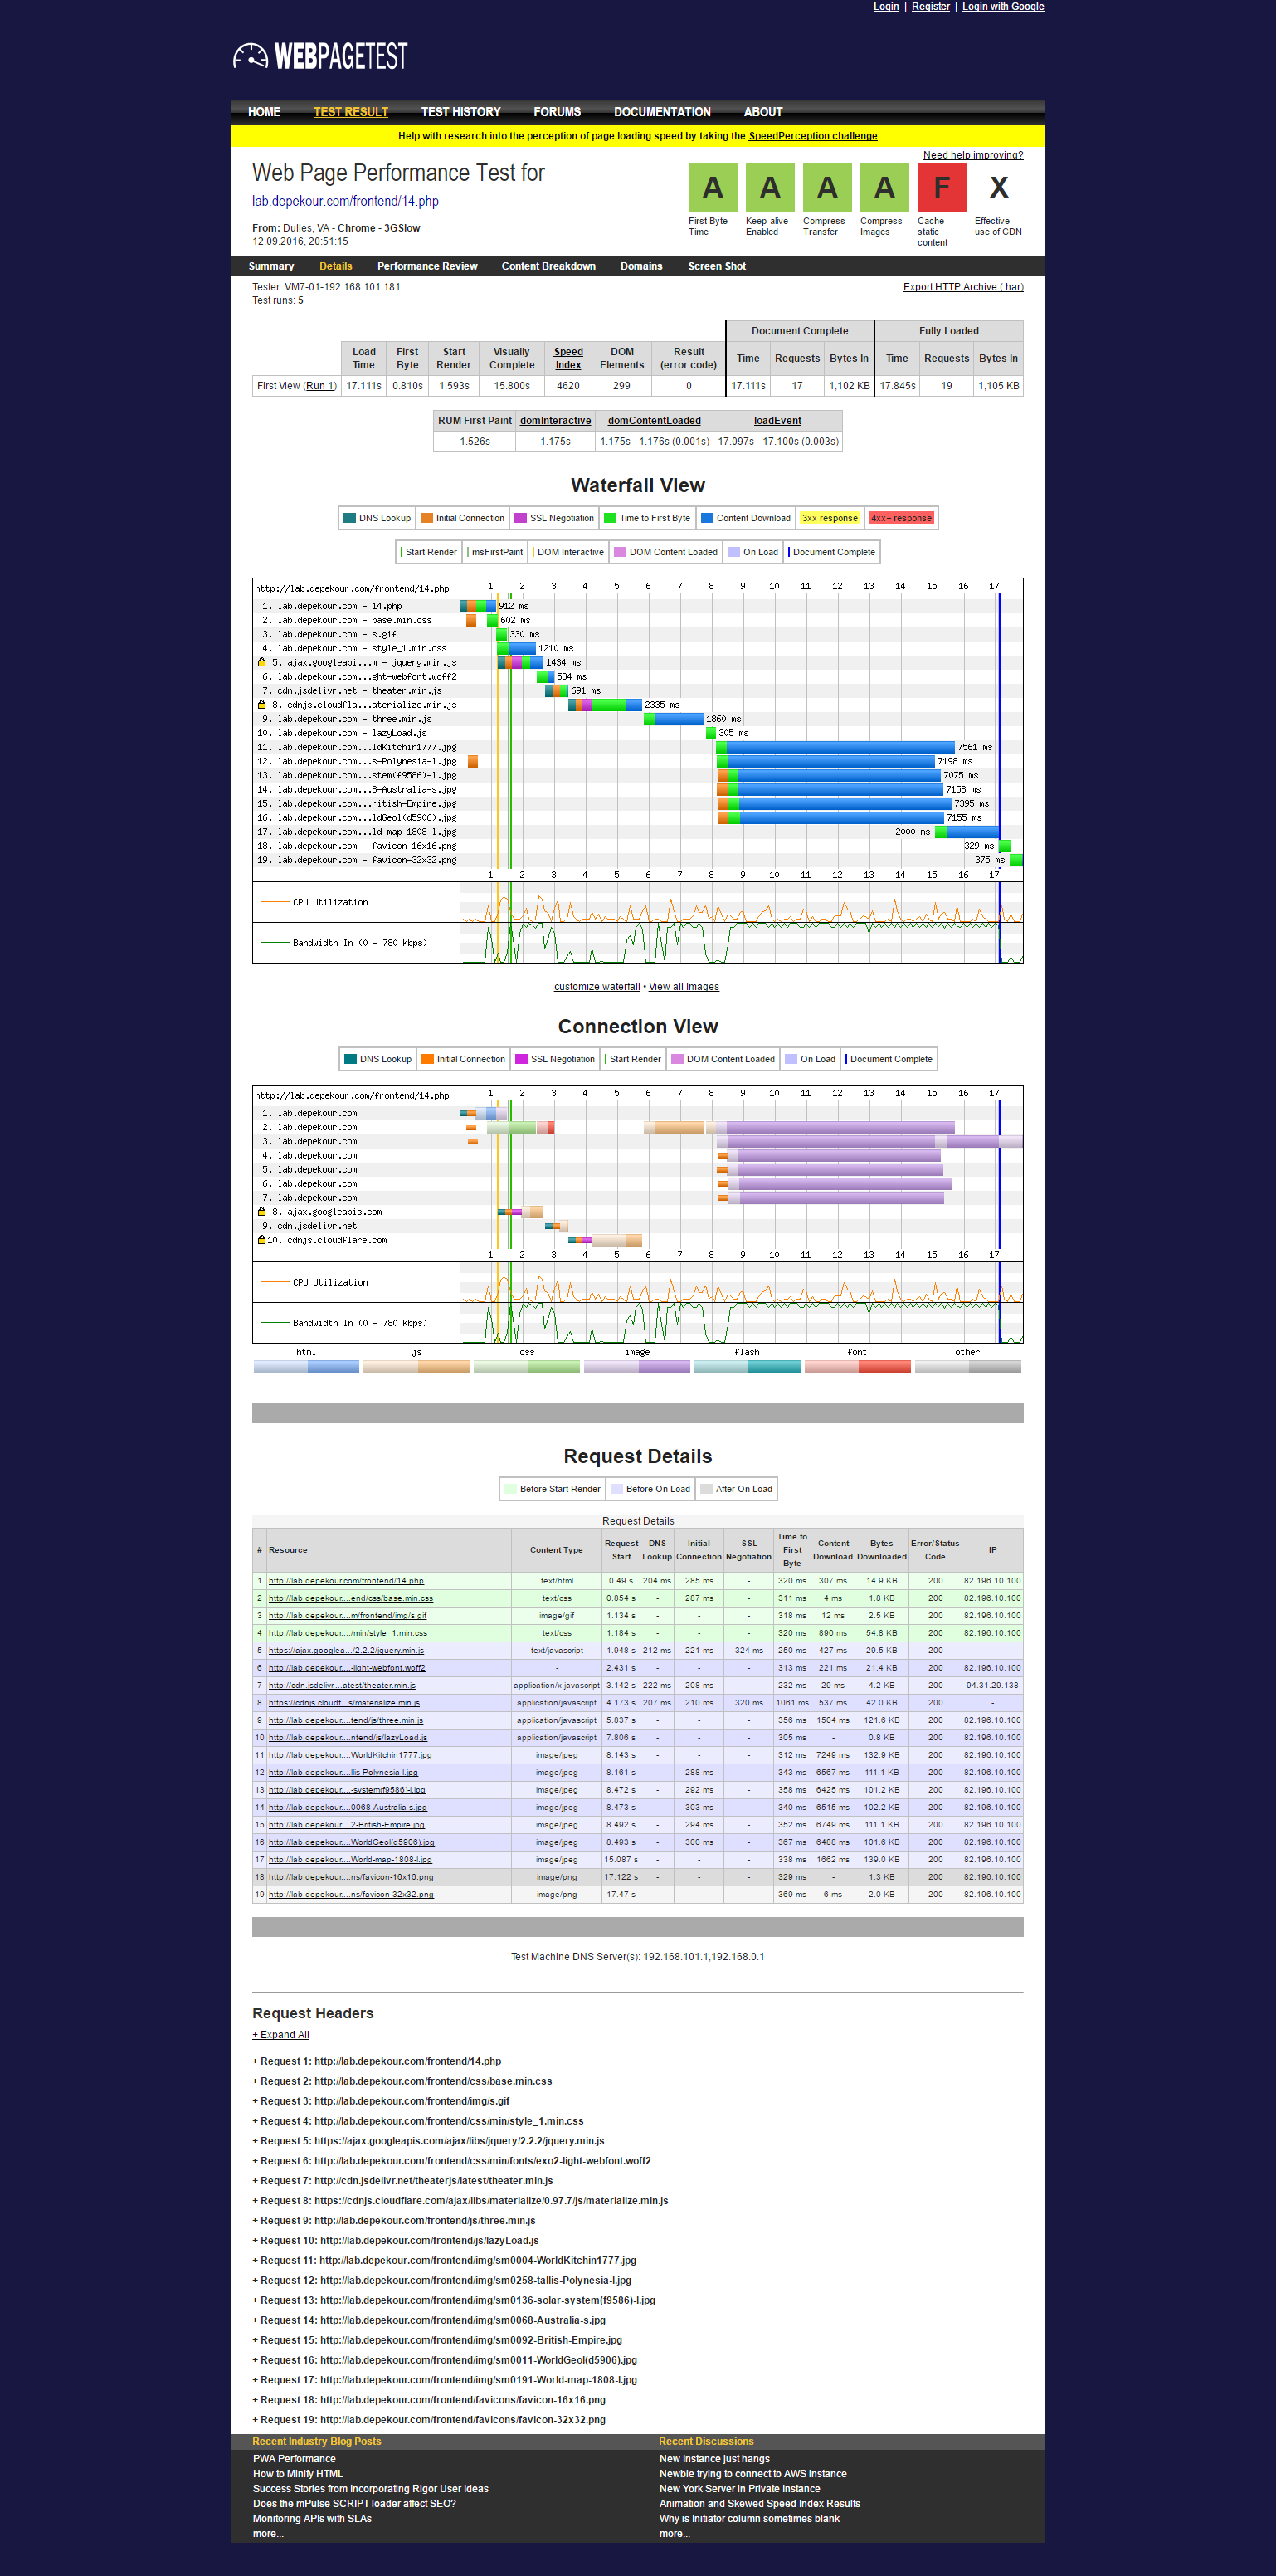 Login | Register | Login with Google
WEBPAGETEST
HOME TEST RESULT TEST HISTORY FORUMS DOCUMENTATION ABOUT
Help with research into the perception of page loading speed by taking the SpeedPerception challenge
Need help improving?
Web Page Performance Test for
lab.depekour.com/frontend/14.php
From: Dulles, VA - Chrome - 3GSlow
12.09.2016, 20:51:15
A A A A F X
First Byte Time
Keep-alive Enabled
Compress Transfer
Compress Images
Cache static content
Effective use of CDN
Summary Details Performance Review Content Breakdown Domains Screen Shot
Tester: VM7-01-192.168.101.181
Test runs: 5
Export HTTP Archive (.har)
Document Complete Fully Loaded
Load Time First Byte Start Render Visually Complete Speed Index DOM Elements Result (error code) Time Requests Bytes In Time Requests Bytes In
First View (Run 1) 17.111s 0.810s 1.593s 15.800s 4620 299 0 17.111s 17 1,102 KB 17.845s 19 1,105 KB
RUM First Paint domInteractive domContentLoaded loadEvent
1.526s 1.175s 1.175s - 1.176s (0.001s) 17.097s - 17.100s (0.003s)
Waterfall View
DNS Lookup Initial Connection SSL Negotiation Time to First Byte Content Download 3xx response 4xx+ response
Start Render msFirstPaint DOM Interactive DOM Content Loaded On Load Document Complete
http://lab.depekour.com/frontend/14.php 1 2 3 4 5 6 7 8 9 10 11 12 13 14 15 16 17
1. lab.depekour.com - 14.php 912 ms
2. lab.depekour.com - base.min.css 602 ms
3. lab.depekour.com - s.gif 330 ms
4. lab.depekour.com - style_1.min.css 1210 ms
5. ajax.googleapi...m - jquery.min.js 1434 ms
6. lab.depekour.com...ght-webfont.woff2 534 ms
7. cdn.jsdelivr.net - theater.min.js 691 ms
8. cdnjs.cloudfla...aterialize.min.js 2335 ms
9. lab.depekour.com - three.min.js 1860 ms
10. lab.depekour.com - lazyLoad.js 305 ms
11. lab.depekour.com...ldKitchin1777.jpg 7561 ms
12. lab.depekour.com...s-Polynesia-l.jpg 7198 ms
13. lab.depekour.com...stem(f9586)-l.jpg 7075 ms
14. lab.depekour.com...8-Australia-s.jpg 7158 ms
15. lab.depekour.com...ritish-Empire.jpg 7395 ms
16. lab.depekour.com...ldGeol(d5906).jpg 7155 ms
17. lab.depekour.com...ld-map-1808-l.jpg 2000 ms
18. lab.depekour.com - favicon-16x16.png 329 ms
19. lab.depekour.com - favicon-32x32.png 375 ms
1 2 3 4 5 6 7 8 9 10 11 12 13 14 15 16 17
CPU Utilization
Bandwidth In (0 - 780 Kbps)
customize waterfall • View all Images
Connection View
DNS Lookup Initial Connection SSL Negotiation Start Render DOM Content Loaded On Load Document Complete
http://lab.depekour.com/frontend/14.php 1 2 3 4 5 6 7 8 9 10 11 12 13 14 15 16 17
1. lab.depekour.com
2. lab.depekour.com
3. lab.depekour.com
4. lab.depekour.com
5. lab.depekour.com
6. lab.depekour.com
7. lab.depekour.com
8. ajax.googleapis.com
9. cdn.jsdelivr.net
10. cdnjs.cloudflare.com
1 2 3 4 5 6 7 8 9 10 11 12 13 14 15 16 17
CPU Utilization
Bandwidth In (0 - 780 Kbps)
html js css image flash font other
Request Details
Before Start Render Before On Load After On Load
Request Details
# Resource Content Type Request Start DNS Lookup Initial Connection SSL Negotiation Time to First Byte Content Download Bytes Downloaded Error/Status Code IP
1 http://lab.depekour.com/frontend/14.php text/html 0.49 s 204 ms 285 ms - 320 ms 307 ms 14.9 KB 200 82.196.10.100
2 http://lab.depekour....end/css/base.min.css text/css 0.854 s - 287 ms - 311 ms 4 ms 1.8 KB 200 82.196.10.100
3 http://lab.depekour....m/frontend/img/s.gif image/gif 1.134 s - - - 318 ms 12 ms 2.5 KB 200 82.196.10.100
4 http://lab.depekour..../min/style_1.min.css text/css 1.184 s - - - 320 ms 890 ms 54.8 KB 200 82.196.10.100
5 https://ajax.googlea.../2.2.2/jquery.min.js text/javascript 1.948 s 212 ms 221 ms 324 ms 250 ms 427 ms 29.5 KB 200 -
6 http://lab.depekour....-light-webfont.woff2 - 2.431 s - - - 313 ms 221 ms 21.4 KB 200 82.196.10.100
7 http://cdn.jsdelivr....atest/theater.min.js application/x-javascript 3.142 s 222 ms 208 ms - 232 ms 29 ms 4.2 KB 200 94.31.29.138
8 https://cdnjs.cloudf...s/materialize.min.js application/javascript 4.173 s 207 ms 210 ms 320 ms 1061 ms 537 ms 42.0 KB 200 -
9 http://lab.depekour....tend/js/three.min.js application/javascript 5.837 s - - - 356 ms 1504 ms 121.6 KB 200 82.196.10.100
10 http://lab.depekour....ntend/js/lazyLoad.js application/javascript 7.806 s - - - 305 ms - 0.8 KB 200 82.196.10.100
11 http://lab.depekour....WorldKitchin1777.jpg image/jpeg 8.143 s - - - 312 ms 7249 ms 132.9 KB 200 82.196.10.100
12 http://lab.depekour....llis-Polynesia-l.jpg image/jpeg 8.161 s - 288 ms - 343 ms 6567 ms 111.1 KB 200 82.196.10.100
13 http://lab.depekour....-system(f9586)-l.jpg image/jpeg 8.472 s - 292 ms - 358 ms 6425 ms 101.2 KB 200 82.196.10.100
14 http://lab.depekour....0068-Australia-s.jpg image/jpeg 8.473 s - 303 ms - 340 ms 6515 ms 102.2 KB 200 82.196.10.100
15 http://lab.depekour....2-British-Empire.jpg image/jpeg 8.492 s - 294 ms - 352 ms 6749 ms 111.1 KB 200 82.196.10.100
16 http://lab.depekour....WorldGeol(d5906).jpg image/jpeg 8.493 s - 300 ms - 367 ms 6488 ms 101.6 KB 200 82.196.10.100
17 http://lab.depekour....World-map-1808-l.jpg image/jpeg 15.087 s - - - 338 ms 1662 ms 139.0 KB 200 82.196.10.100
18 http://lab.depekour....ns/favicon-16x16.png image/png 17.122 s - - - 329 ms - 1.3 KB 200 82.196.10.100
19 http://lab.depekour....ns/favicon-32x32.png image/png 17.47 s - - - 369 ms 6 ms 2.0 KB 200 82.196.10.100
Test Machine DNS Server(s): 192.168.101.1,192.168.0.1
Request Headers
+ Expand All
+ Request 1: http://lab.depekour.com/frontend/14.php
+ Request 2: http://lab.depekour.com/frontend/css/base.min.css
+ Request 3: http://lab.depekour.com/frontend/img/s.gif
+ Request 4: http://lab.depekour.com/frontend/css/min/style_1.min.css
+ Request 5: https://ajax.googleapis.com/ajax/libs/jquery/2.2.2/jquery.min.js
+ Request 6: http://lab.depekour.com/frontend/css/min/fonts/exo2-light-webfont.woff2
+ Request 7: http://cdn.jsdelivr.net/theaterjs/latest/theater.min.js
+ Request 8: https://cdnjs.cloudflare.com/ajax/libs/materialize/0.97.7/js/materialize.min.js
+ Request 9: http://lab.depekour.com/frontend/js/three.min.js
+ Request 10: http://lab.depekour.com/frontend/js/lazyLoad.js
+ Request 11: http://lab.depekour.com/frontend/img/sm0004-WorldKitchin1777.jpg
+ Request 12: http://lab.depekour.com/frontend/img/sm0258-tallis-Polynesia-l.jpg
+ Request 13: http://lab.depekour.com/frontend/img/sm0136-solar-system(f9586)-l.jpg
+ Request 14: http://lab.depekour.com/frontend/img/sm0068-Australia-s.jpg
+ Request 15: http://lab.depekour.com/frontend/img/sm0092-British-Empire.jpg
+ Request 16: http://lab.depekour.com/frontend/img/sm0011-WorldGeol(d5906).jpg
+ Request 17: http://lab.depekour.com/frontend/img/sm0191-World-map-1808-l.jpg
+ Request 18: http://lab.depekour.com/frontend/favicons/favicon-16x16.png
+ Request 19: http://lab.depekour.com/frontend/favicons/favicon-32x32.png
Recent Industry Blog Posts
PWA Performance
How to Minify HTML
Success Stories from Incorporating Rigor User Ideas
Does the mPulse SCRIPT loader affect SEO?
Monitoring APIs with SLAs
more...
Recent Discussions
New Instance just hangs
Newbie trying to connect to AWS instance
New York Server in Private Instance
Animation and Skewed Speed Index Results
Why is Initiator column sometimes blank
more...